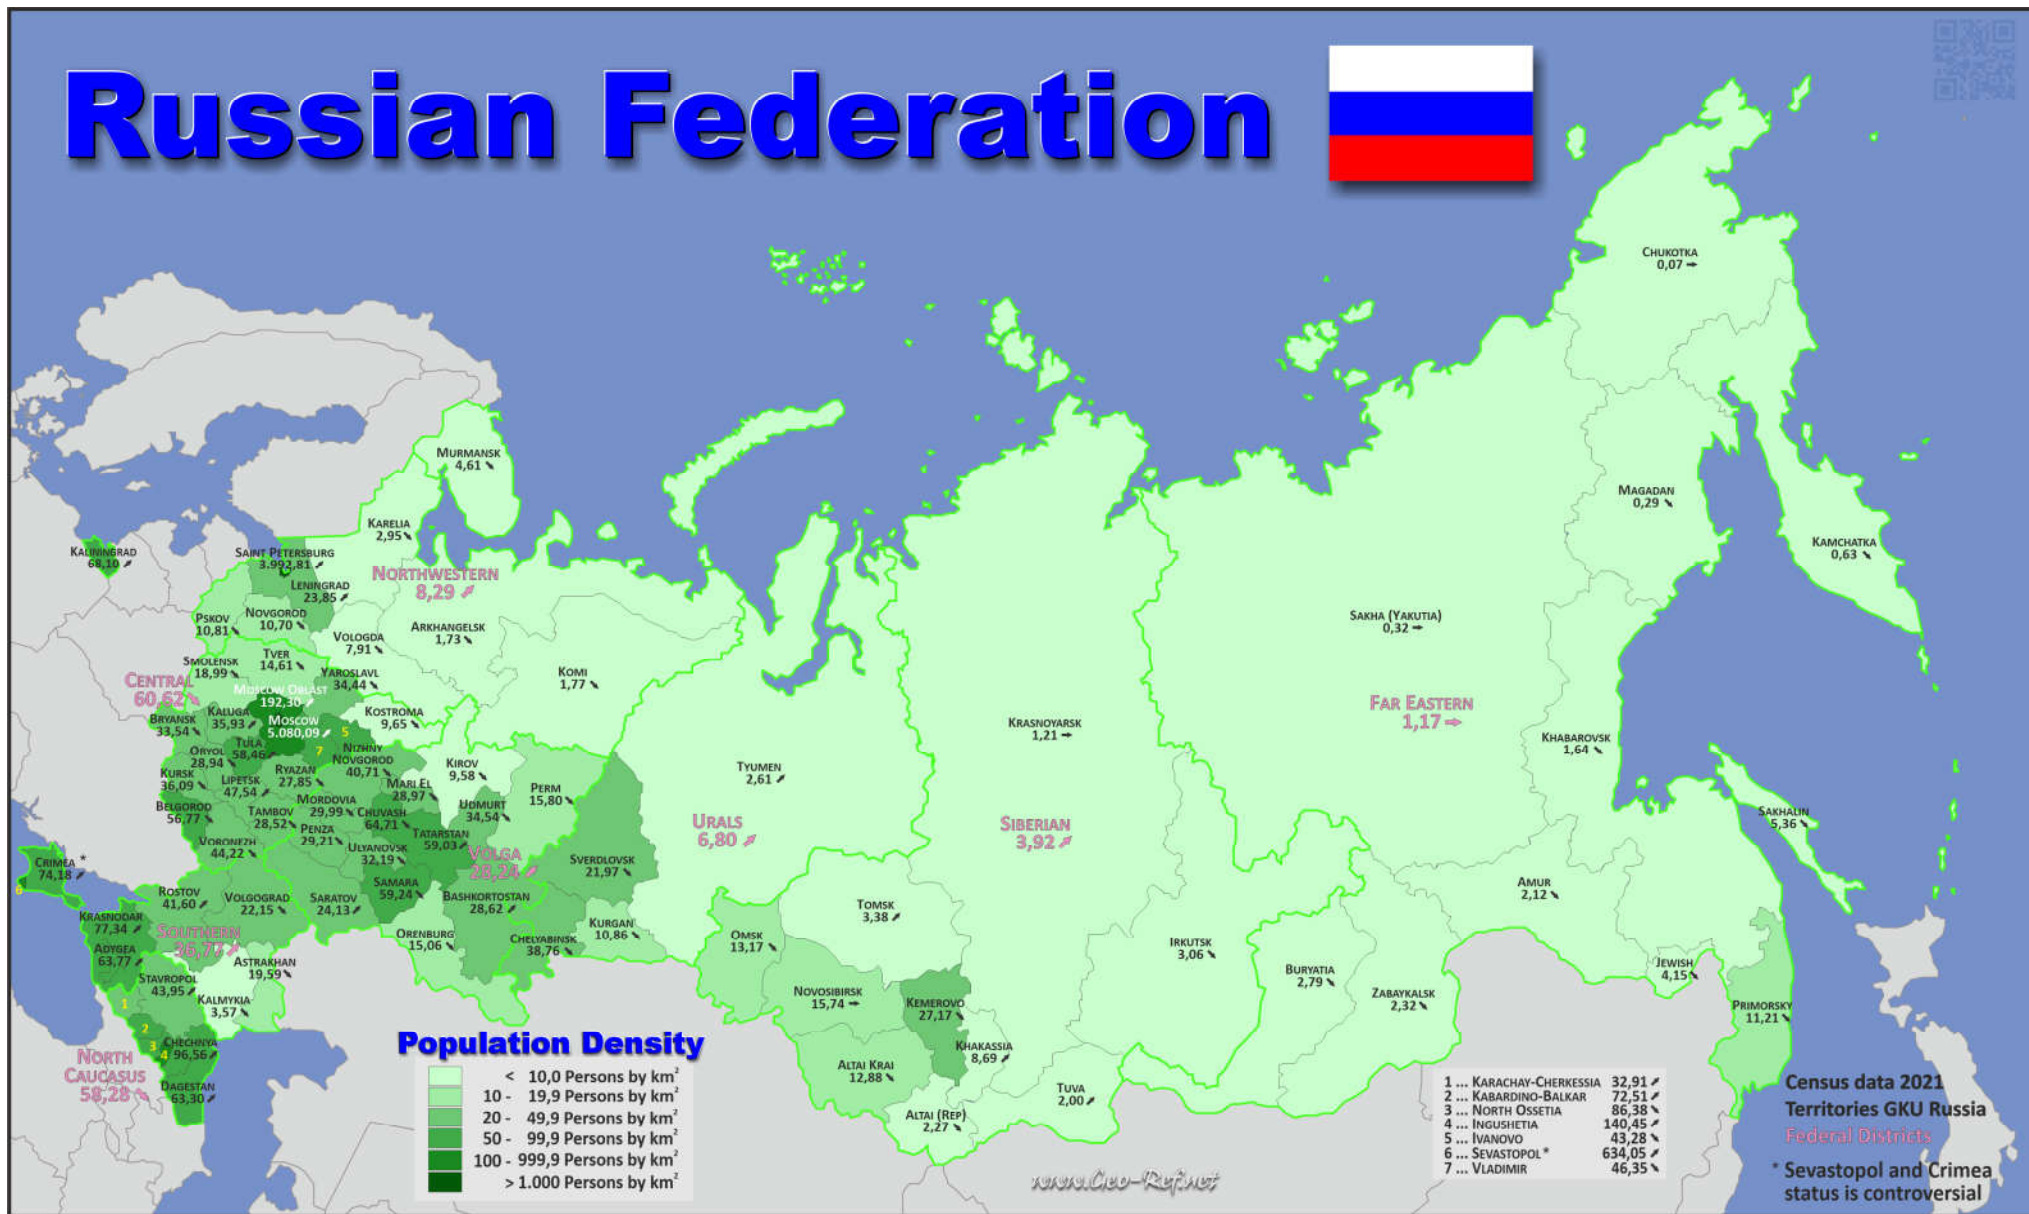 Russian Federation
CHUKOTKA
0,07
MURMANSK
4,61
MAGADAN
0,29
KARELIA
2,95
KAMCHATKA
0,63
KALININGRAD
68,10
SAINT PETERSBURG
3.992,81
NORTHWESTERN
8,29
LENINGRAD
23,85
PSKOV
10,81
NOVGOROD
10,70
VOLOGDA
7,91
ARKHANGELSK
1,73
SAKHA (YAKUTIA)
0,32
SMOLENSK
18,99
TVER
14,61
YAROSLAVL
34,44
KOMI
1,77
CENTRAL
60,62
MOSCOW OBLAST
192,30
FAR EASTERN
1,17
BRYANSK
33,54
KALUGA
35,93
MOSCOW
5.080,09
5
KOSTROMA
9,65
KRASNOYARSK
1,21
KHABAROVSK
1,64
ORYOL
28,94
TULA
58,46
7
NIZHNY
NOVGOROD
40,71
KIROV
9,58
TYUMEN
2,61
KURSK
36,09
LIPETSK
47,54
RYAZAN
27,85
MARI EL
28,97
PERM
15,80
BELGOROD
56,77
TAMBOV
28,52
MORDOVIA
29,99
CHUVASH
64,71
UDMURT
34,54
SAKHALIN
5,36
URALS
6,80
SIBERIAN
3,92
VORONEZH
44,22
PENZA
29,21
ULYANOVSK
32,19
TATARSTAN
59,03
VOLGA
28,24
SVERDLOVSK
21,97
CRIMEA *
74,18
6
ROSTOV
41,60
VOLGOGRAD
22,15
SARATOV
24,13
SAMARA
59,24
BASHKORTOSTAN
28,62
TOMSK
3,38
AMUR
2,12
KRASNODAR
77,34
SOUTHERN
36,77
ORENBURG
15,06
CHELYABINSK
38,76
KURGAN
10,86
OMSK
13,17
IRKUTSK
3,06
ADYGEA
63,77
ASTRAKHAN
19,59
BURYATIA
2,79
JEWISH
4,15
STAVROPOL
43,95
KALMYKIA
3,57
NOVOSIBIRSK
15,74
KEMEROVO
27,17
ZABAYKALSK
2,32
PRIMORSKY
11,21
1
2
3
4
CHECHNYA
96,56
NORTH
CAUCASUS
58,28
DAGESTAN
63,30
KHAKASSIA
8,69
ALTAI KRAI
12,88
TUVA
2,00
ALTAI (REP)
2,27
Population Density
< 10,0 Persons by km²
10 - 19,9 Persons by km²
20 - 49,9 Persons by km²
50 - 99,9 Persons by km²
100 - 999,9 Persons by km²
> 1.000 Persons by km²
www.Geo-Ref.net
1 ... KARACHAY-CHERKESSIA 32,91
2 ... KABARDINO-BALKAR 72,51
3 ... NORTH OSSETIA 86,38
4 ... INGUSHETIA 140,45
5 ... IVANOVO 43,28
6 ... SEVASTOPOL * 634,05
7 ... VLADIMIR 46,35
Census data 2021
Territories GKU Russia
Federal Districts
* Sevastopol and Crimea
status is controversial